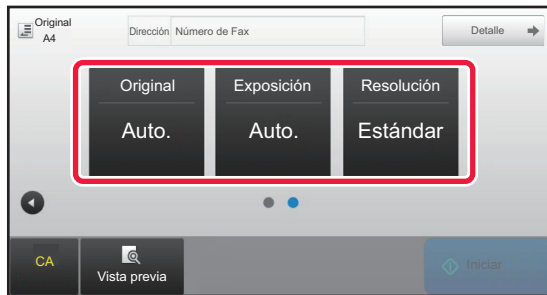 Original
A4
Dirección Número de Fax
Detalle
Original Exposición Resolución
Auto. Auto. Estándar
CA
Vista previa
Iniciar